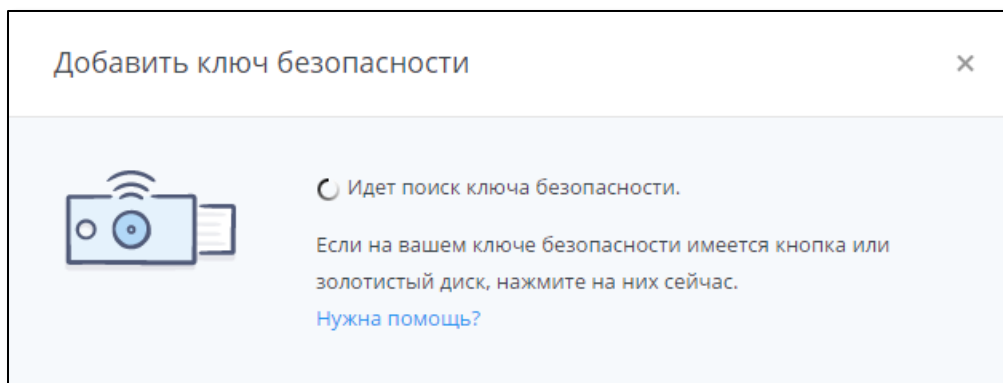 Добавить ключ безопасности
Идет поиск ключа безопасности.
Если на вашем ключе безопасности имеется кнопка или
золотистый диск, нажмите на них сейчас.
Нужна помощь?